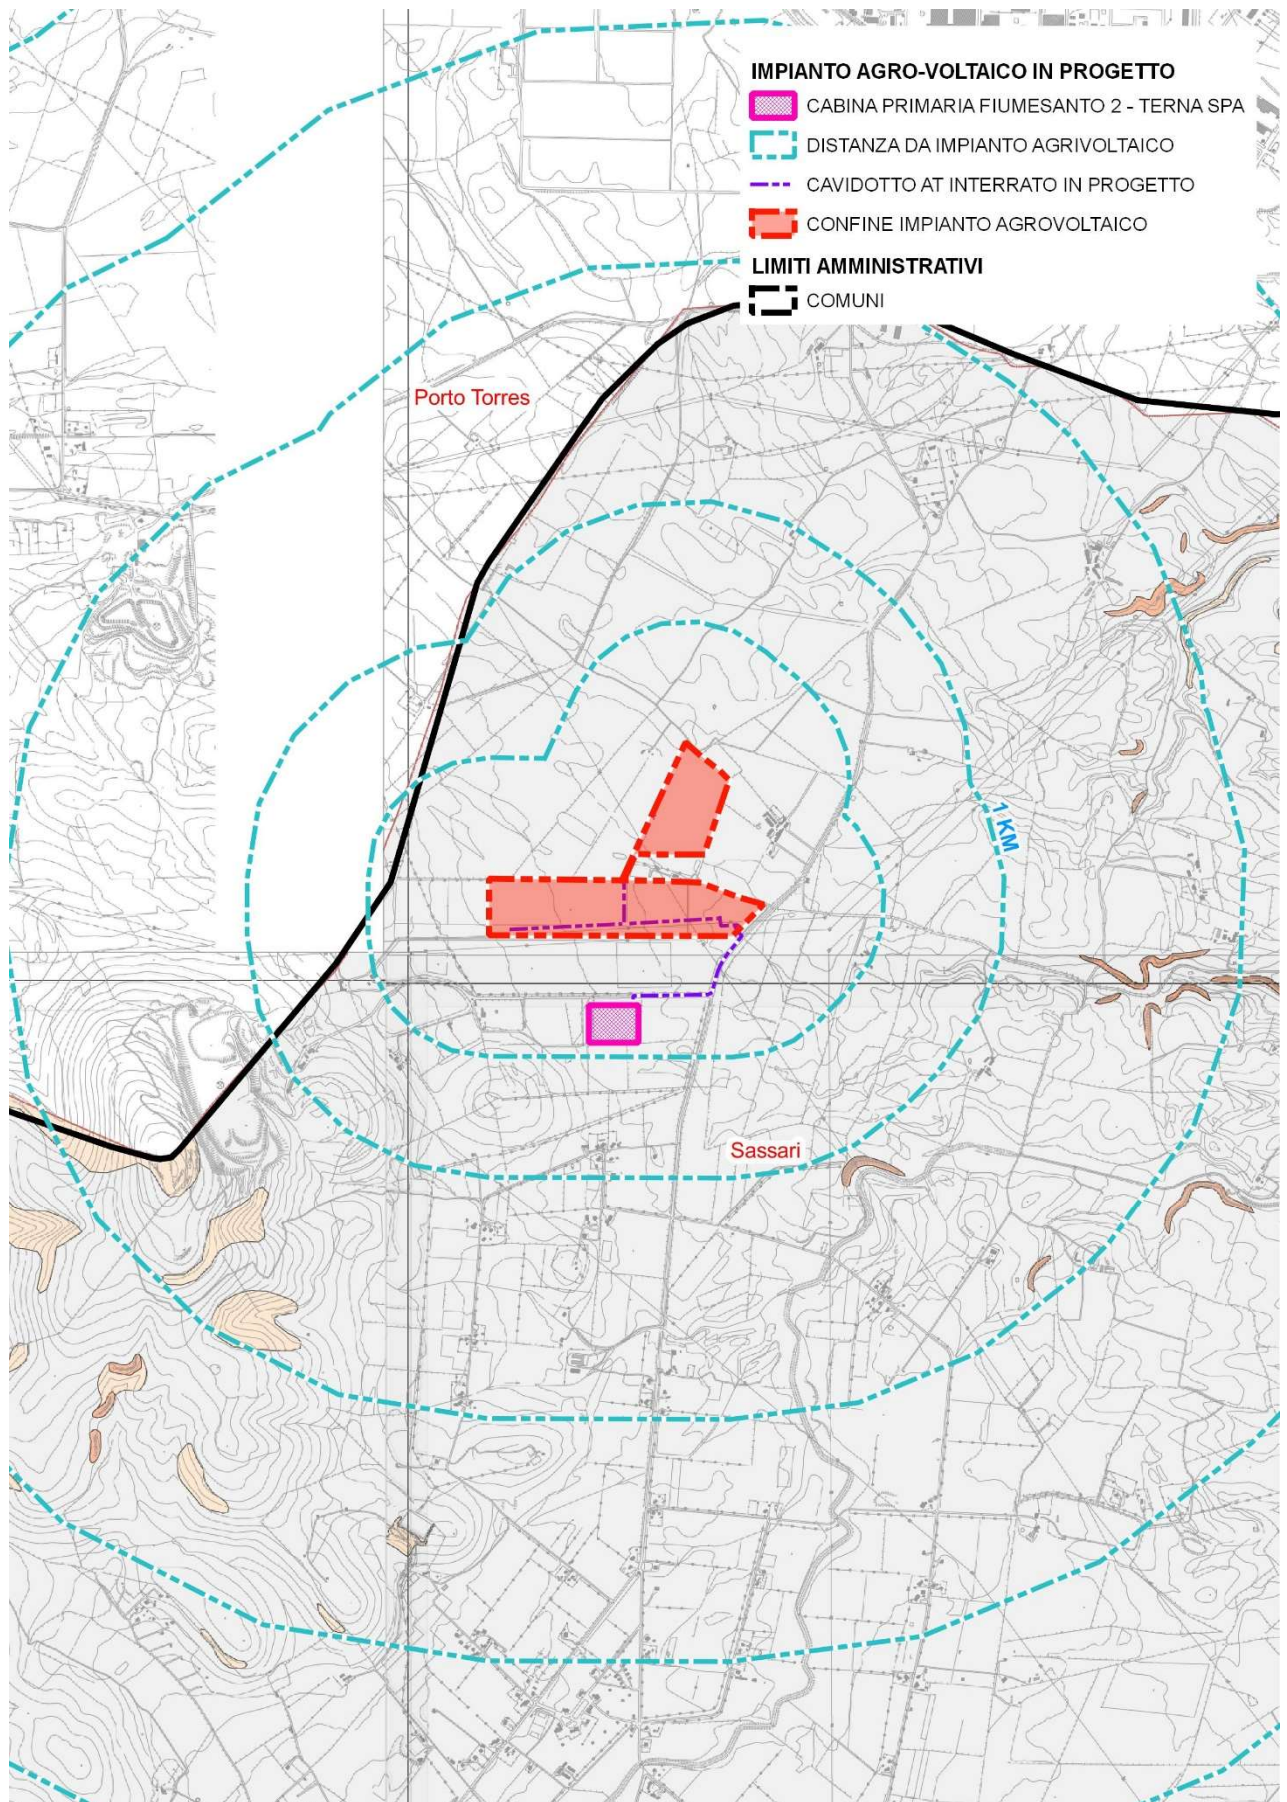 IMPIANTO AGRO-VOLTAICO IN PROGETTO
CABINA PRIMARIA FIUMESANTO 2 - TERNA SPA
DISTANZA DA IMPIANTO AGRIVOLTAICO
CAVIDOTTO AT INTERRATO IN PROGETTO
CONFINE IMPIANTO AGROVOLTAICO
LIMITI AMMINISTRATIVI
COMUNI
Porto Torres
1 KM
Sassari